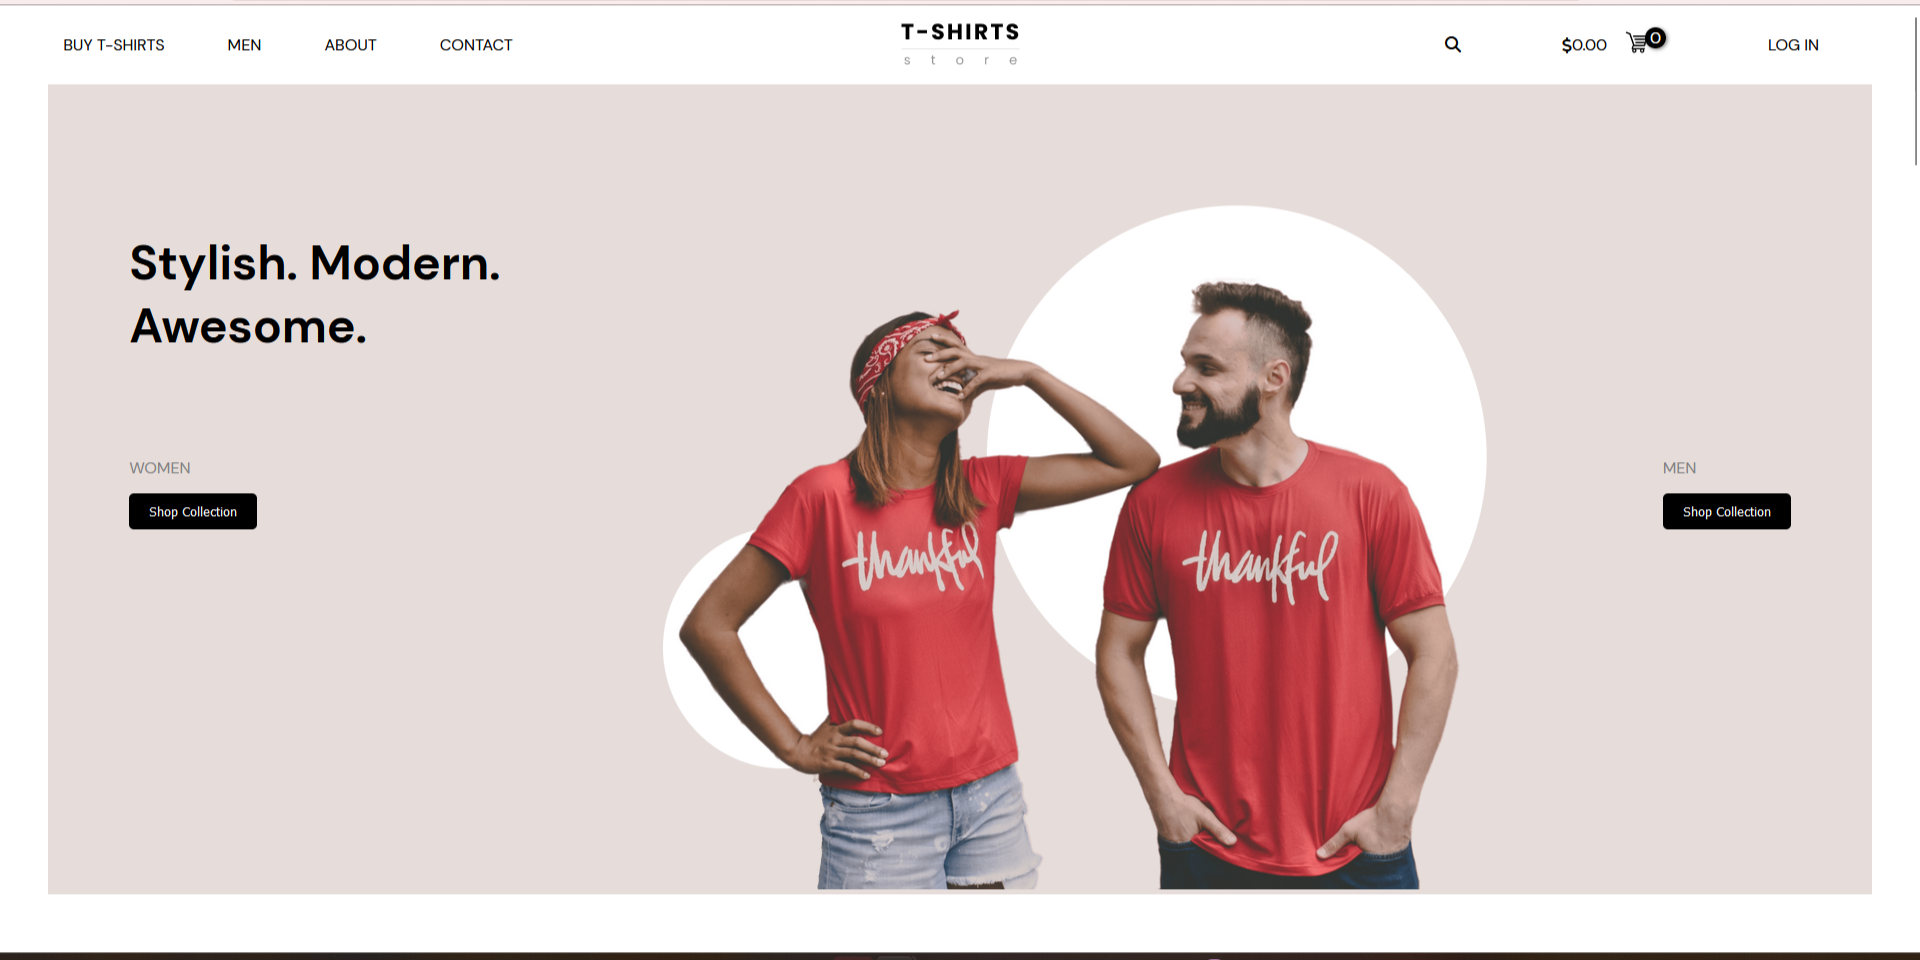 BUY T-SHIRTS MEN ABOUT CONTACT
T-SHIRTS
store
$0.00 0 LOG IN
Stylish. Modern.
Awesome.
WOMEN
Shop Collection
thankful
thankful
MEN
Shop Collection